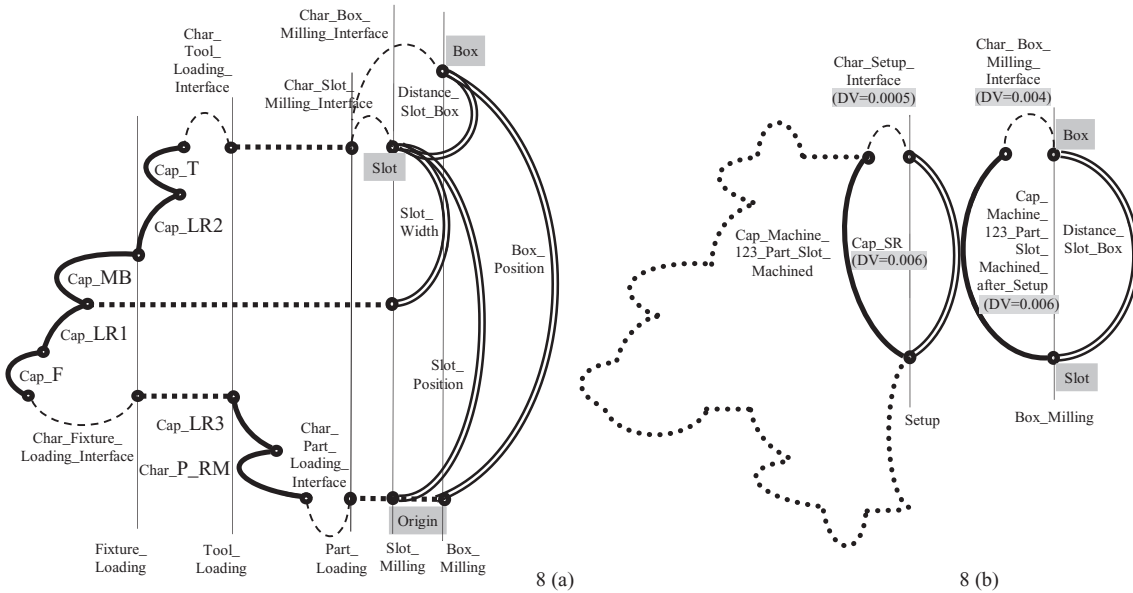 Char_Box_
Milling_Interface
Char_
Tool_
Loading_
Interface
Box
Char_Slot_
Milling_Interface
Distance_
Slot_Box
Cap_T
Slot
Cap_LR2
Slot_
Width
Cap_MB
Box_
Position
Cap_LR1
Cap_F
Slot_
Position
Cap_LR3
Char_Fixture_
Loading_Interface
Char_
Part_
Loading_
Interface
Char_P_RM
Origin
Fixture_
Loading
Tool_
Loading
Part_
Loading
Slot_
Milling
Box_
Milling
8 (a)
Char_Setup_
Interface
(DV=0.0005)
Char_ Box_
Milling_
Interface
(DV=0.004)
Box
Cap_Machine_
123_Part_Slot_
Machined
Cap_SR
(DV=0.006)
Cap_
Machine_
123_Part_
Slot_
Machined_
after_Setup
(DV=0.006)
Distance_
Slot_Box
Slot
Setup
Box_Milling
8 (b)